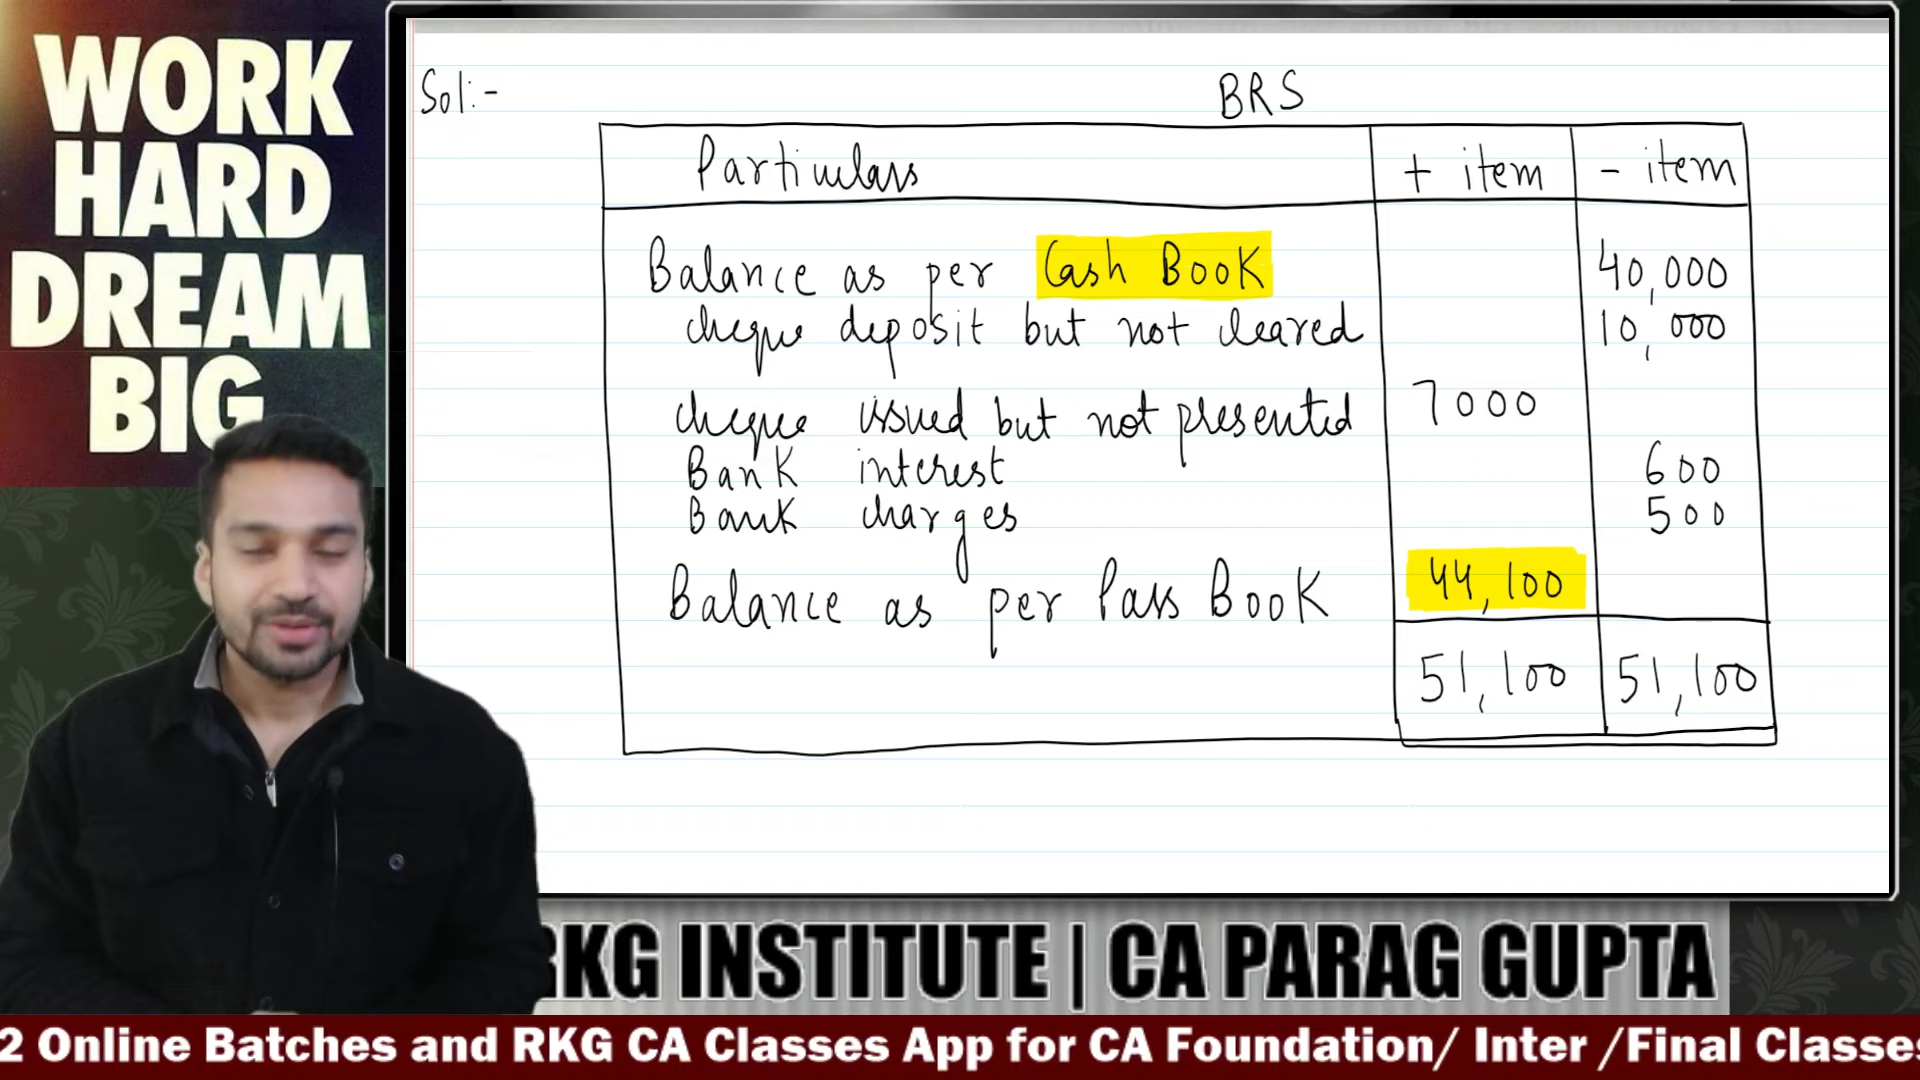 WORK
HARD
DREAM
BIG
Sol:- BRS
Particulars + item - item
Balance as per Cash Book 40,000
cheque deposit but not cleared 10,000
cheque issued but not presented 7000
Bank interest 600
Bank charges 500
Balance as per Pass Book 44,100
51,100 51,100
RKG INSTITUTE | CA PARAG GUPTA
2 Online Batches and RKG CA Classes App for CA Foundation/ Inter /Final Classes